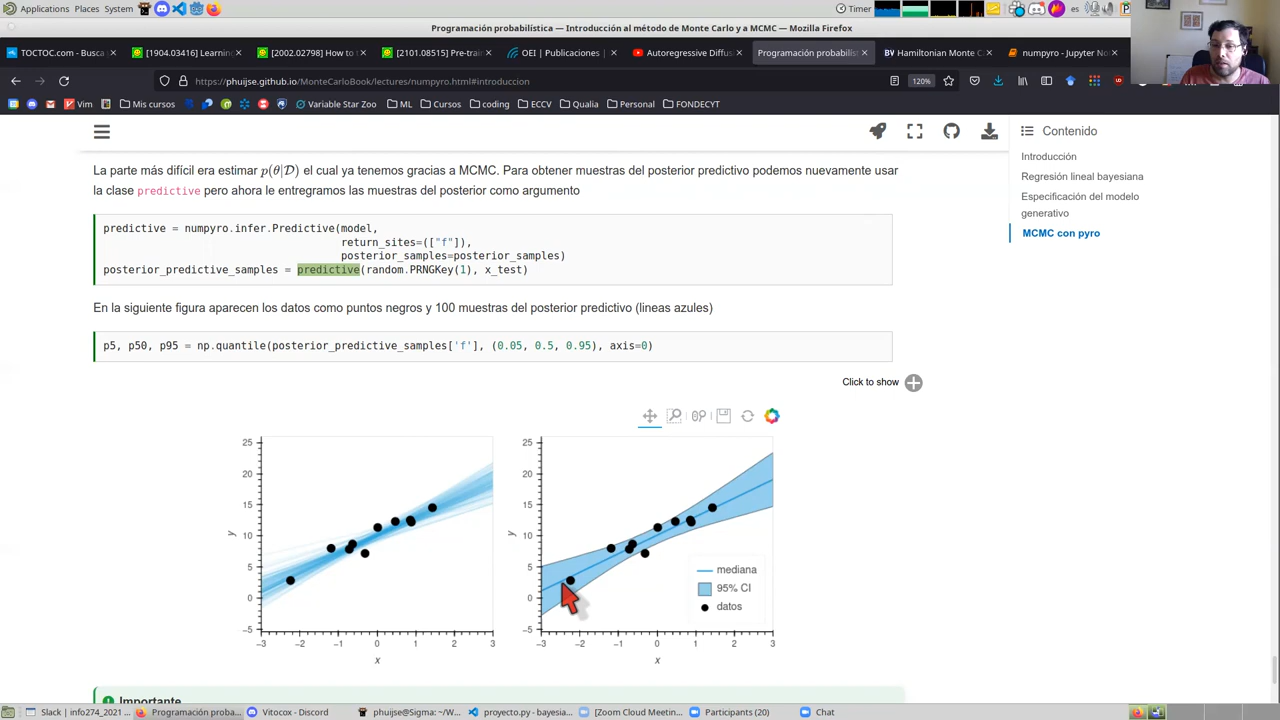 Applications Places System
Timer
es
Programación probabilística — Introducción al método de Monte Carlo y a MCMC — Mozilla Firefox
TOCTOC.com - Busca
[1904.03416] Learnin
[2002.02798] How to
[2101.08519] Pre-trai
OEI | Publicaciones
Autoregressive Diffus
Programación probabilis
Hamiltonian Monte C
numpyro - Jupyter No
https://phuijse.github.io/MonteCarloBook/lectures/numpyro.html#introduccion
120%
Vim
Mis cursos
Variable Star Zoo
ML
Cursos
coding
ECCV
Qualia
Personal
FONDECYT
Contenido
Introducción
Regresión lineal bayesiana
Especificación del modelo
generativo
MCMC con pyro
La parte más difícil era estimar p(θ|𝒟) el cual ya tenemos gracias a MCMC. Para obtener muestras del posterior predictivo podemos nuevamente usar
la clase predictive pero ahora le entregramos las muestras del posterior como argumento
predictive = numpyro.infer.Predictive(model,
return_sites=(["f"]),
posterior_samples=posterior_samples)
posterior_predictive_samples = predictive(random.PRNGKey(1), x_test)
En la siguiente figura aparecen los datos como puntos negros y 100 muestras del posterior predictivo (lineas azules)
p5, p50, p95 = np.quantile(posterior_predictive_samples['f'], (0.05, 0.5, 0.95), axis=0)
Click to show
25
20
15
10
5
0
−5
y
−3 −2 −1 0 1 2 3
x
25
20
15
10
5
0
−5
y
mediana
95% CI
datos
−3 −2 −1 0 1 2 3
x
Importante
Slack | info274_2021
Programación probabilis...
Vitocox - Discord
phuijse@Sigma: ~/W...
proyecto.py - bayesia...
[Zoom Cloud Meetin...
Participants (20)
Chat